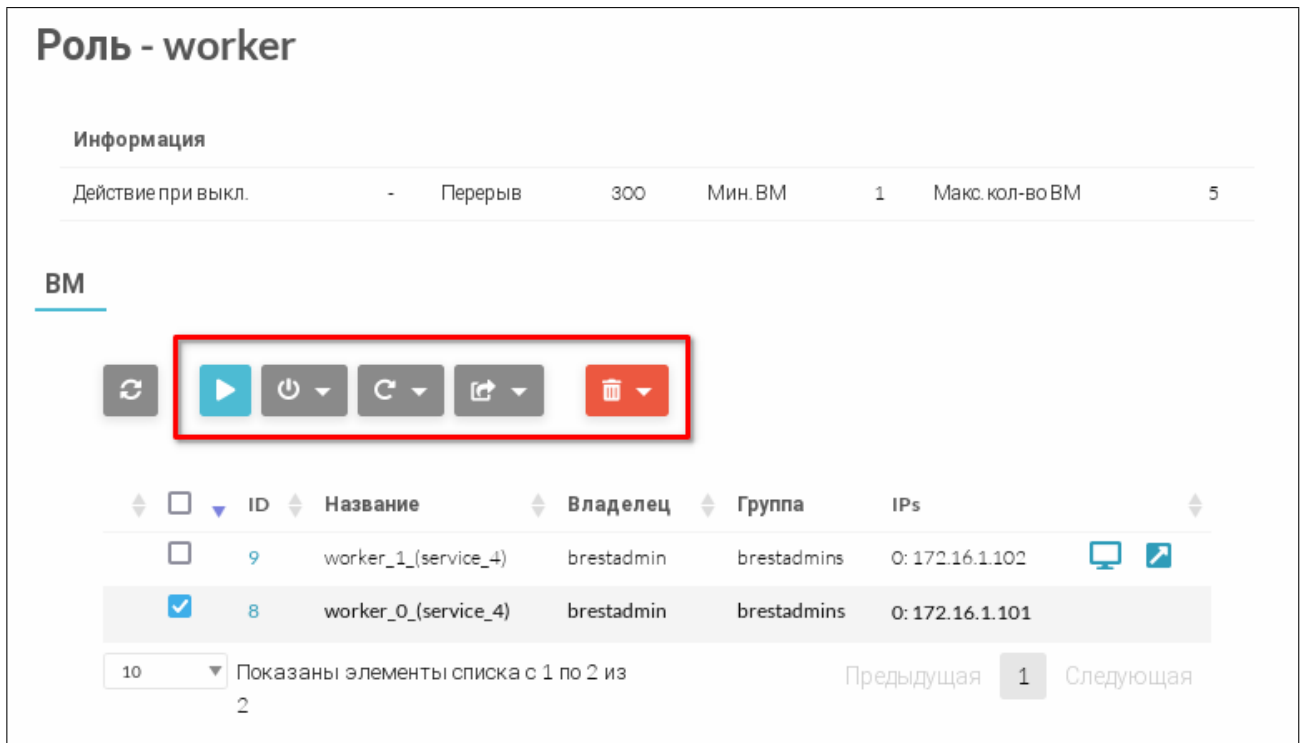 Роль - worker
Информация
Действие при выкл. - Перерыв 300 Мин. ВМ 1 Макс. кол-во ВМ 5
ВМ
ID Название Владелец Группа IPs
9 worker_1_(service_4) brestadmin brestadmins 0: 172.16.1.102
8 worker_0_(service_4) brestadmin brestadmins 0: 172.16.1.101
10 Показаны элементы списка с 1 по 2 из Предыдущая 1 Следующая
2